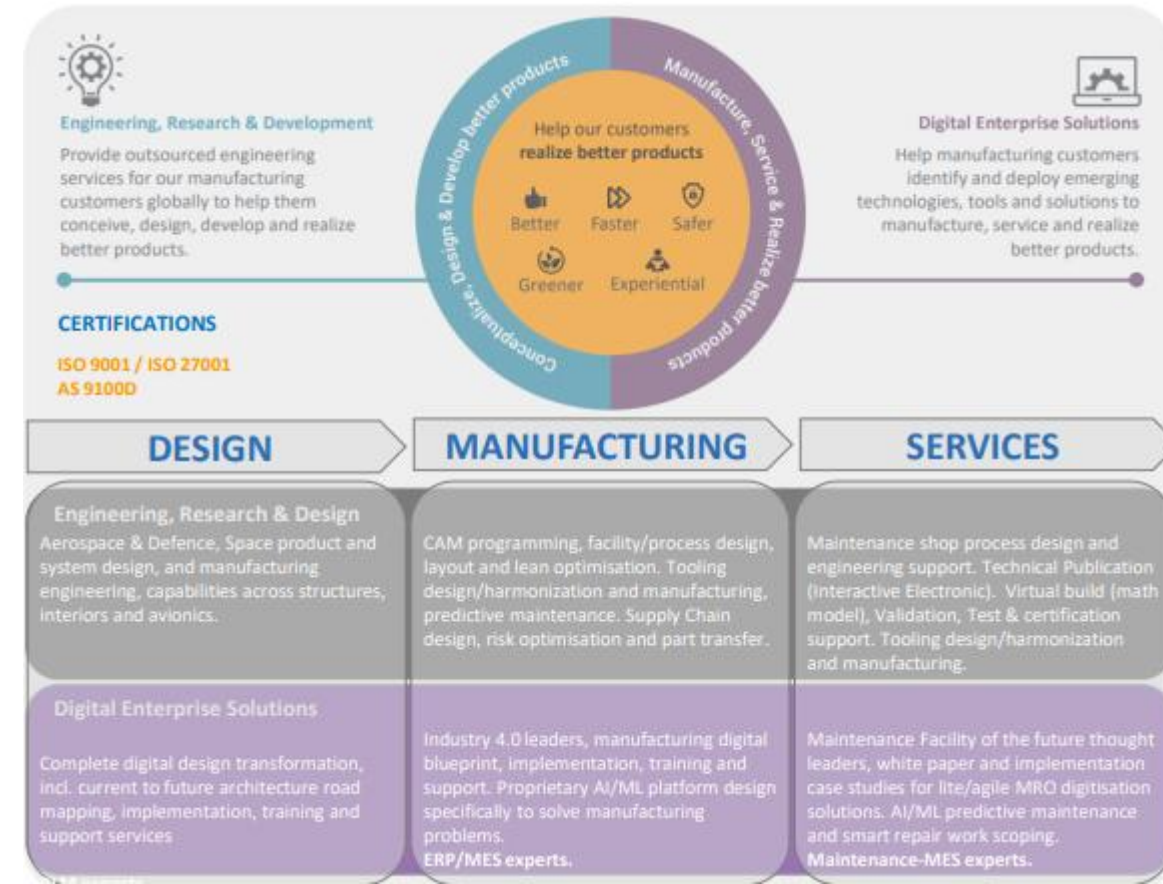 Engineering, Research & Development
Provide outsourced engineering
services for our manufacturing
customers globally to help them
conceive, design, develop and realize
better products.
Conceptualize, Design & Develop better products
Manufacture, Service & Realize better products
Help our customers
realize better products
Better Faster Safer
Greener Experiential
Digital Enterprise Solutions
Help manufacturing customers
identify and deploy emerging
technologies, tools and solutions to
manufacture, service and realize
better products.
CERTIFICATIONS
ISO 9001 / ISO 27001
AS 9100D
DESIGN
MANUFACTURING
SERVICES
Engineering, Research & Design
Aerospace & Defence, Space product and
system design, and manufacturing
engineering, capabilities across structures,
interiors and avionics.
CAM programming, facility/process design,
layout and lean optimisation. Tooling
design/harmonization and manufacturing,
predictive maintenance. Supply Chain
design, risk optimisation and part transfer.
Maintenance shop process design and
engineering support. Technical Publication
(Interactive Electronic). Virtual build (math
model), Validation, Test & certification
support. Tooling design/harmonization
and manufacturing.
Digital Enterprise Solutions
Complete digital design transformation,
incl. current to future architecture road
mapping, implementation, training and
support services
Industry 4.0 leaders, manufacturing digital
blueprint, implementation, training and
support. Proprietary AI/ML platform design
specifically to solve manufacturing
problems.
ERP/MES experts.
Maintenance Facility of the future thought
leaders, white paper and implementation
case studies for lite/agile MRO digitisation
solutions. AI/ML predictive maintenance
and smart repair work scoping.
Maintenance-MES experts.